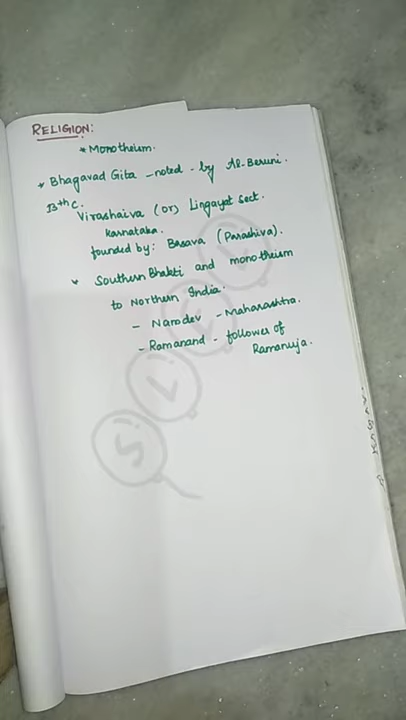 RELIGION:
* Monotheism.
* Bhagavad Gita - noted - by Al-Beruni.
13th C.
Virashaiva (or) Lingayat sect.
Karnataka.
founded by: Basava (Parashiva).
* Southern Bhakti and monotheism
to Northern India.
- Namdev - Maharashtra.
- Ramanand - follower of
Ramanuja.